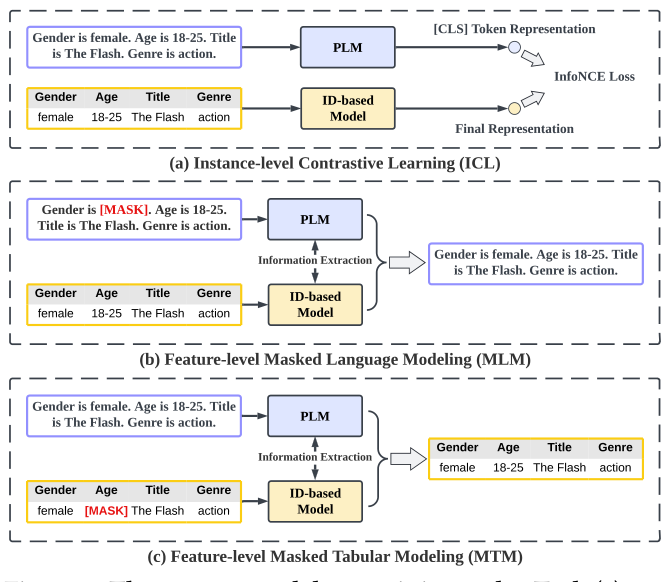 Gender is female. Age is 18-25. Title
is The Flash. Genre is action.
PLM
[CLS] Token Representation
InfoNCE Loss
Gender Age Title Genre
female 18-25 The Flash action
ID-based
Model
Final Representation
(a) Instance-level Contrastive Learning (ICL)
Gender is [MASK]. Age is 18-25.
Title is The Flash. Genre is action.
PLM
Information Extraction
Gender is female. Age is 18-25. Title
is The Flash. Genre is action.
Gender Age Title Genre
female 18-25 The Flash action
ID-based
Model
(b) Feature-level Masked Language Modeling (MLM)
Gender is female. Age is 18-25. Title
is The Flash. Genre is action.
PLM
Information Extraction
Gender Age Title Genre
female 18-25 The Flash action
Gender Age Title Genre
female [MASK] The Flash action
ID-based
Model
(c) Feature-level Masked Tabular Modeling (MTM)